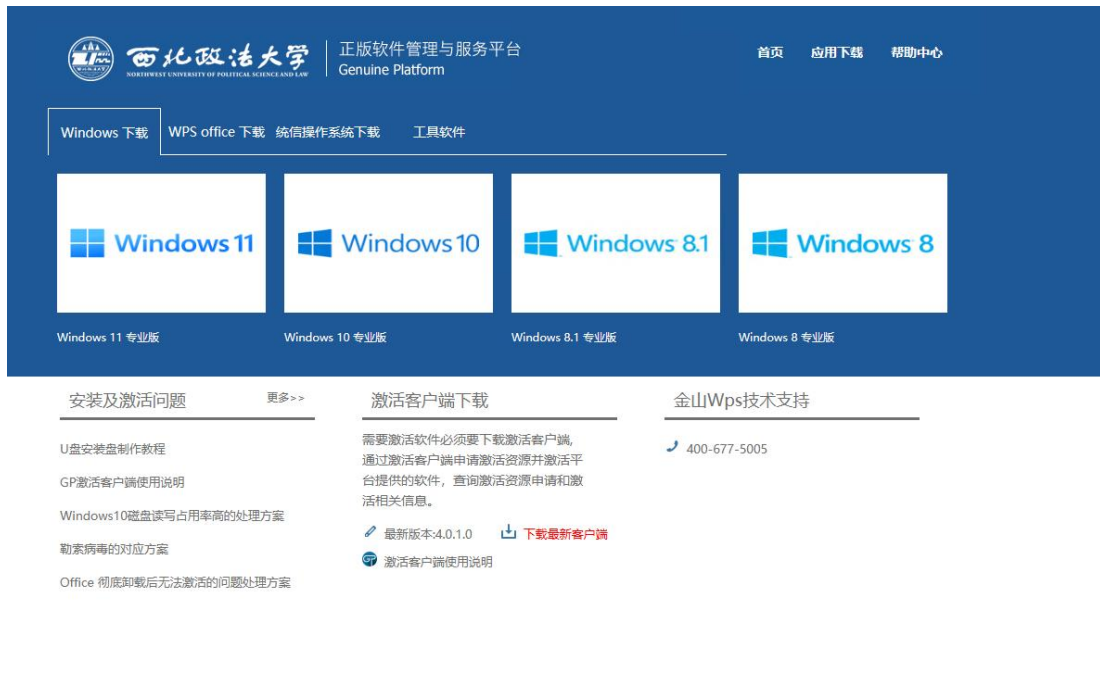 西北政法大学
NORTHWEST UNIVERSITY OF POLITICAL SCIENCE AND LAW
正版软件管理与服务平台
Genuine Platform
首页 应用下载 帮助中心
Windows 下载 WPS office 下载 统信操作系统下载 工具软件
Windows 11 Windows 10 Windows 8.1 Windows 8
Windows 11 专业版 Windows 10 专业版 Windows 8.1 专业版 Windows 8 专业版
安装及激活问题 更多>>
U盘安装盘制作教程
GP激活客户端使用说明
Windows10磁盘读写占用率高的处理方案
勒索病毒的对应方案
Office 彻底卸载后无法激活的问题处理方案
激活客户端下载
需要激活软件必须要下载激活客户端,
通过激活客户端申请激活资源并激活平
台提供的软件，查询激活资源申请和激
活相关信息。
最新版本:4.0.1.0 下载最新客户端
激活客户端使用说明
金山Wps技术支持
400-677-5005